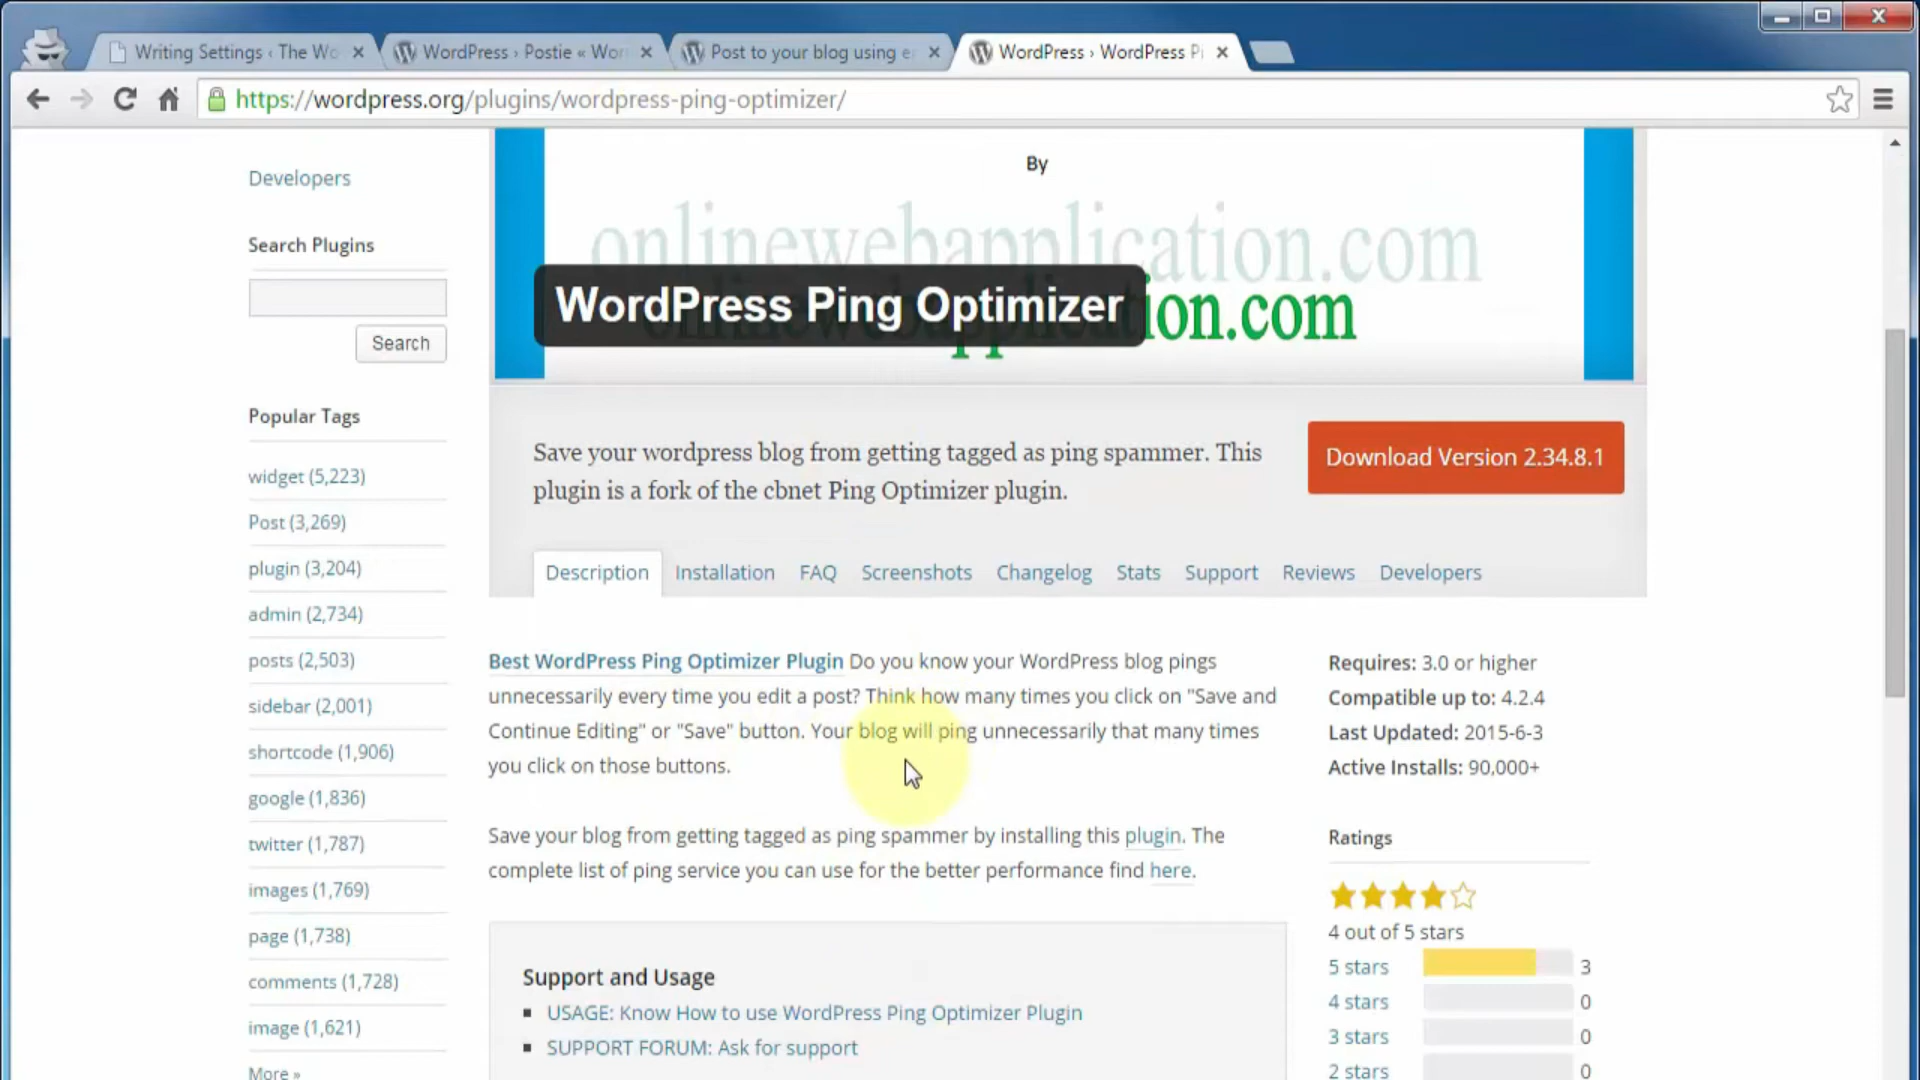 Writing Settings ‹ The Wo
WordPress › Postie « Wor
Post to your blog using e
WordPress › WordPress Pi
https://wordpress.org/plugins/wordpress-ping-optimizer/
Developers
Search Plugins
Search
Popular Tags
widget (5,223)
Post (3,269)
plugin (3,204)
admin (2,734)
posts (2,503)
sidebar (2,001)
shortcode (1,906)
google (1,836)
twitter (1,787)
images (1,769)
page (1,738)
comments (1,728)
image (1,621)
More »
By
onlinewebapplication.com
WordPress Ping Optimizer
ion.com
Save your wordpress blog from getting tagged as ping spammer. This
plugin is a fork of the cbnet Ping Optimizer plugin.
Download Version 2.34.8.1
Description Installation FAQ Screenshots Changelog Stats Support Reviews Developers
Best WordPress Ping Optimizer Plugin Do you know your WordPress blog pings
unnecessarily every time you edit a post? Think how many times you click on "Save and
Continue Editing" or "Save" button. Your blog will ping unnecessarily that many times
you click on those buttons.
Save your blog from getting tagged as ping spammer by installing this plugin. The
complete list of ping service you can use for the better performance find here.
Support and Usage
USAGE: Know How to use WordPress Ping Optimizer Plugin
SUPPORT FORUM: Ask for support
Requires: 3.0 or higher
Compatible up to: 4.2.4
Last Updated: 2015-6-3
Active Installs: 90,000+
Ratings
4 out of 5 stars
5 stars 3
4 stars 0
3 stars 0
2 stars 0